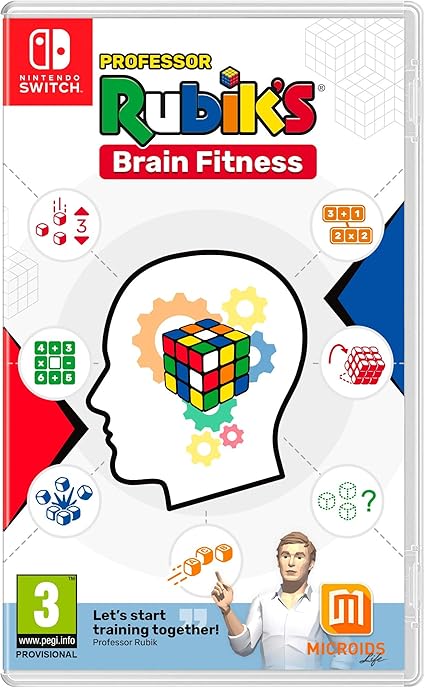 NINTENDO
SWITCH™
PROFESSOR
Rubik's®
Brain Fitness
3
3 + 1
2 x 2
4 + 3
x -
6 ÷ 5
?
3
www.pegi.info
PROVISIONAL
Let's start
training together!
Professor Rubik
MICROIDS
Life